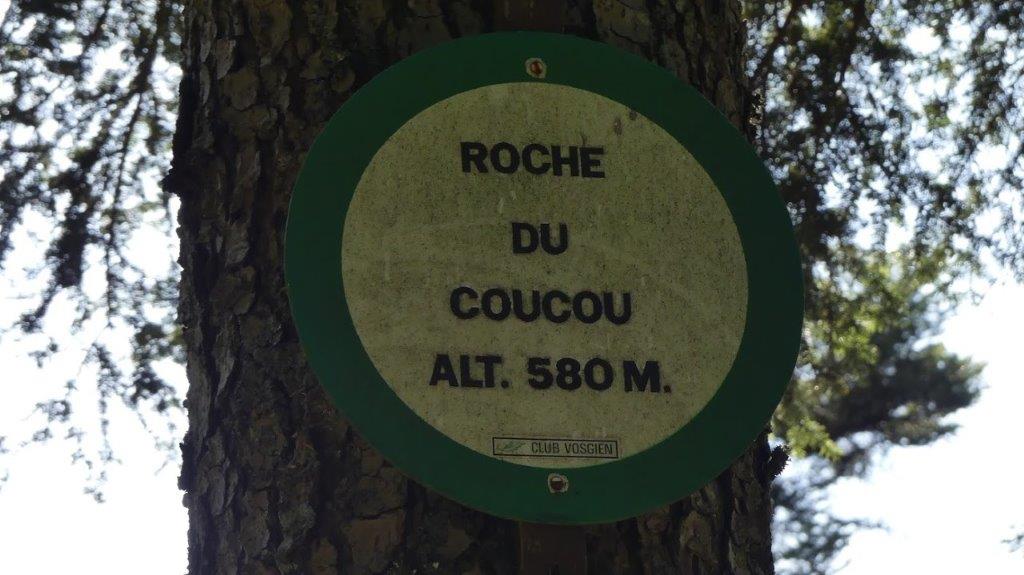 ROCHE
DU
COUCOU
ALT. 580 M.
CLUB VOSGIEN